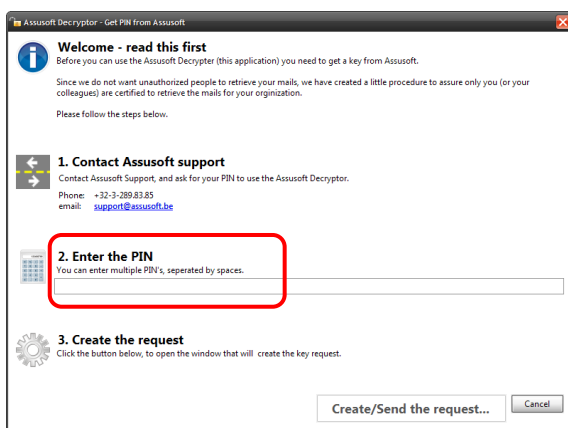 Assusoft Decryptor - Get PIN from Assusoft
Welcome - read this first
Before you can use the Assusoft Decrypter (this application) you need to get a key from Assusoft.
Since we do not want unauthorized people to retrieve your mails, we have created a little procedure to assure only you (or your
colleagues) are certified to retrieve the mails for your orginization.
Please follow the steps below.
1. Contact Assusoft support
Contact Assusoft Support, and ask for your PIN to use the Assusoft Decryptor.
Phone: +32-3-289.83.85
email: support@assusoft.be
2. Enter the PIN
You can enter multiple PIN's, seperated by spaces.
3. Create the request
Click the button below, to open the window that will create the key request.
Create/Send the request...
Cancel